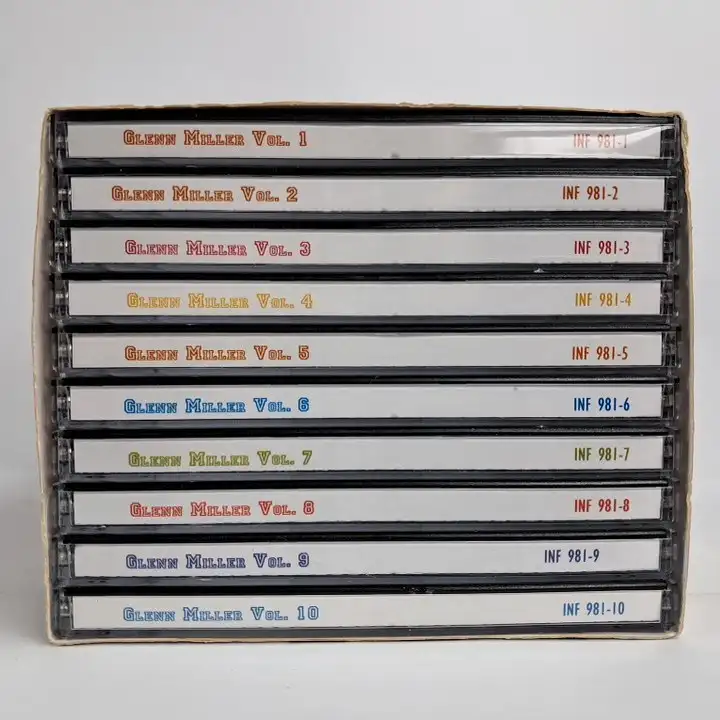 Glenn Miller Vol. 1 INF 981-1
Glenn Miller Vol. 2 INF 981-2
Glenn Miller Vol. 3 INF 981-3
Glenn Miller Vol. 4 INF 981-4
Glenn Miller Vol. 5 INF 981-5
Glenn Miller Vol. 6 INF 981-6
Glenn Miller Vol. 7 INF 981-7
Glenn Miller Vol. 8 INF 981-8
Glenn Miller Vol. 9 INF 981-9
Glenn Miller Vol. 10 INF 981-10